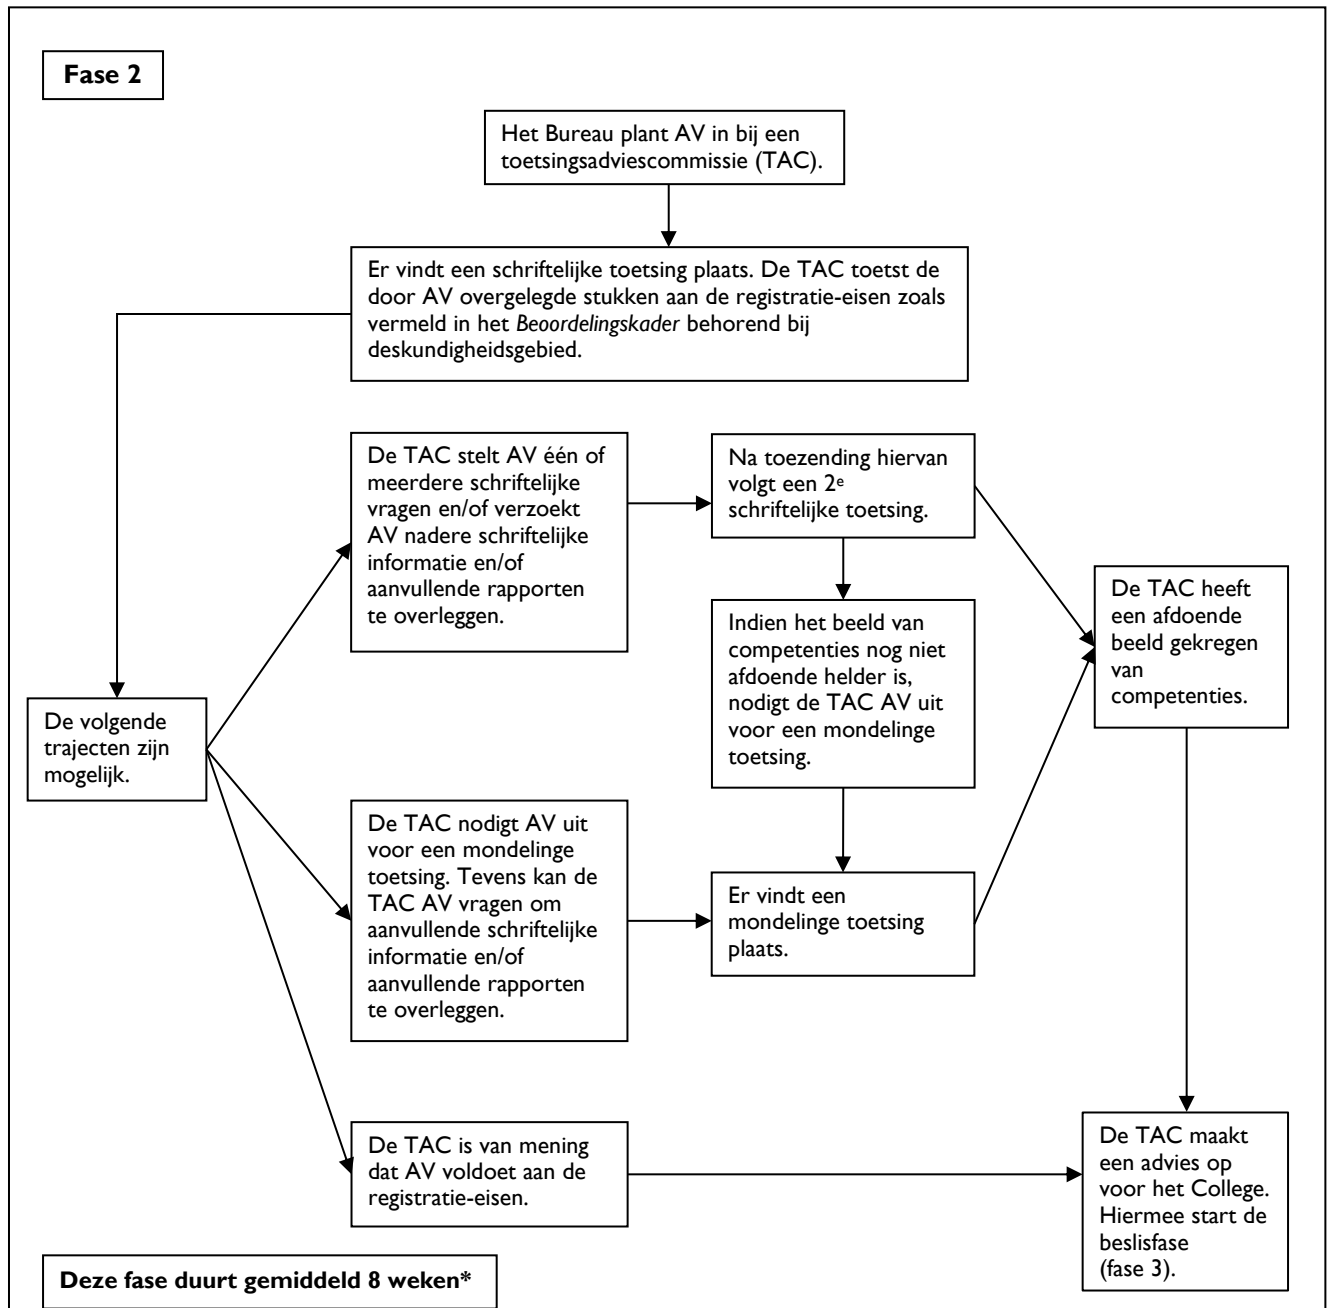 Fase 2
Het Bureau plant AV in bij een
toetsingsadviescommissie (TAC).
Er vindt een schriftelijke toetsing plaats. De TAC toetst de
door AV overgelegde stukken aan de registratie-eisen zoals
vermeld in het Beoordelingskader behorend bij
deskundigheidsgebied.
De volgende
trajecten zijn
mogelijk.
De TAC stelt AV één of
meerdere schriftelijke
vragen en/of verzoekt
AV nadere schriftelijke
informatie en/of
aanvullende rapporten
te overleggen.
Na toezending hiervan
volgt een 2e
schriftelijke toetsing.
Indien het beeld van
competenties nog niet
afdoende helder is,
nodigt de TAC AV uit
voor een mondelinge
toetsing.
De TAC heeft
een afdoende
beeld gekregen
van
competenties.
De TAC nodigt AV uit
voor een mondelinge
toetsing. Tevens kan de
TAC AV vragen om
aanvullende schriftelijke
informatie en/of
aanvullende rapporten
te overleggen.
Er vindt een
mondelinge toetsing
plaats.
De TAC is van mening
dat AV voldoet aan de
registratie-eisen.
De TAC maakt
een advies op
voor het College.
Hiermee start de
beslisfase
(fase 3).
Deze fase duurt gemiddeld 8 weken*